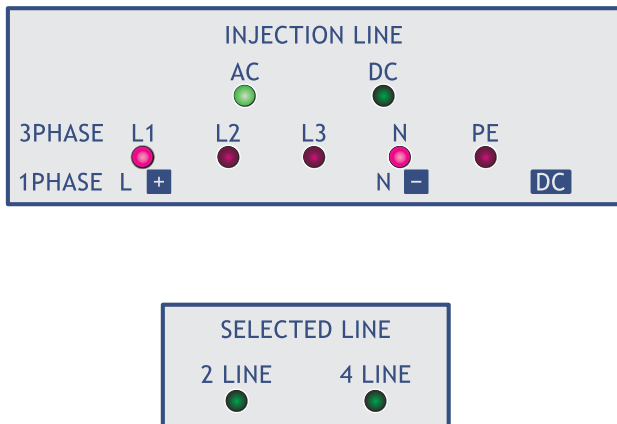 INJECTION LINE
AC DC
3PHASE L1 L2 L3 N PE
1PHASE L + N − DC
SELECTED LINE
2 LINE 4 LINE